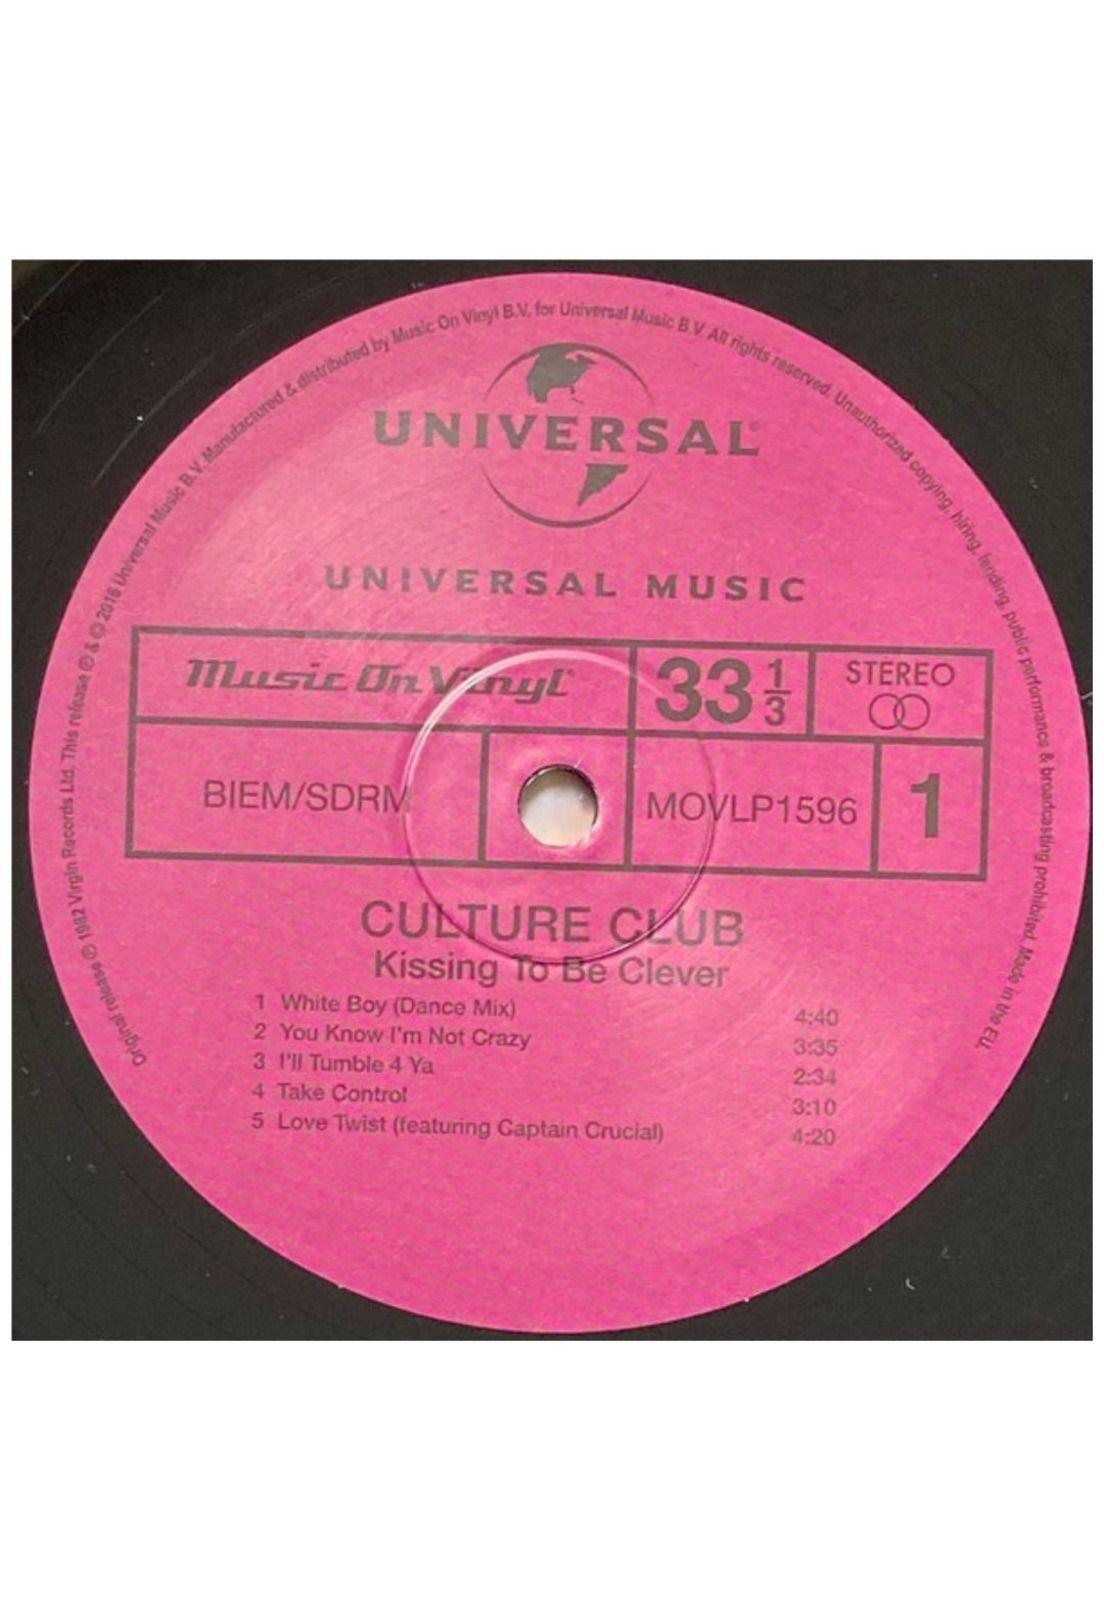 Original release ℗ 1982 Virgin Records Ltd. This release ℗ & © 2016 Universal Music B.V. Manufactured & distributed by Music On Vinyl B.V. for Universal Music B.V. All rights reserved. Unauthorized copying, hiring, lending, public performance & broadcasting prohibited. Made in the EU.
UNIVERSAL
UNIVERSAL MUSIC
Music On Vinyl
33 1/3
STEREO
BIEM/SDRM
MOVLP1596
1
CULTURE CLUB
Kissing To Be Clever
1 White Boy (Dance Mix) 4:40
2 You Know I'm Not Crazy 3:35
3 I'll Tumble 4 Ya 2:34
4 Take Control 3:10
5 Love Twist (featuring Captain Crucial) 4:20